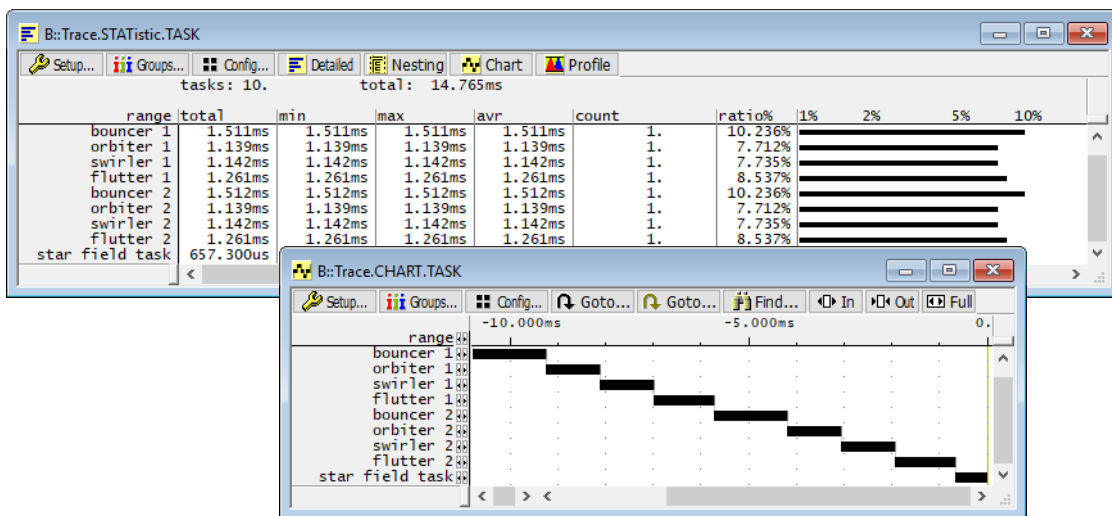 B::Trace.STATistic.TASK
Setup... Groups... Config... Detailed Nesting Chart Profile
tasks: 10. total: 14.765ms
range total min max avr count ratio% 1% 2% 5% 10%
bouncer 1 1.511ms 1.511ms 1.511ms 1.511ms 1. 10.236%
orbiter 1 1.139ms 1.139ms 1.139ms 1.139ms 1. 7.712%
swirler 1 1.142ms 1.142ms 1.142ms 1.142ms 1. 7.735%
flutter 1 1.261ms 1.261ms 1.261ms 1.261ms 1. 8.537%
bouncer 2 1.512ms 1.512ms 1.512ms 1.512ms 1. 10.236%
orbiter 2 1.139ms 1.139ms 1.139ms 1.139ms 1. 7.712%
swirler 2 1.142ms 1.142ms 1.142ms 1.142ms 1. 7.735%
flutter 2 1.261ms 1.261ms 1.261ms 1.261ms 1. 8.537%
star field task 657.300us
B::Trace.CHART.TASK
Setup... Groups... Config... Goto... Goto... Find... In Out Full
-10.000ms -5.000ms 0.
range
bouncer 1
orbiter 1
swirler 1
flutter 1
bouncer 2
orbiter 2
swirler 2
flutter 2
star field task